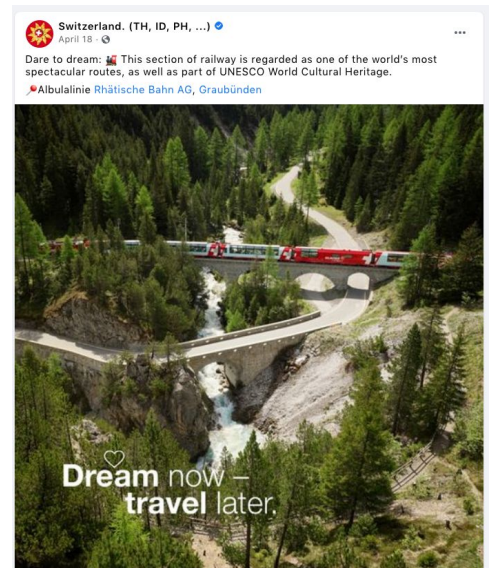 Switzerland. (TH, ID, PH, ...)
April 18 ·
Dare to dream: 🚂 This section of railway is regarded as one of the world's most
spectacular routes, as well as part of UNESCO World Cultural Heritage.
📍Albulalinie Rhätische Bahn AG, Graubünden
Dream now –
travel later.